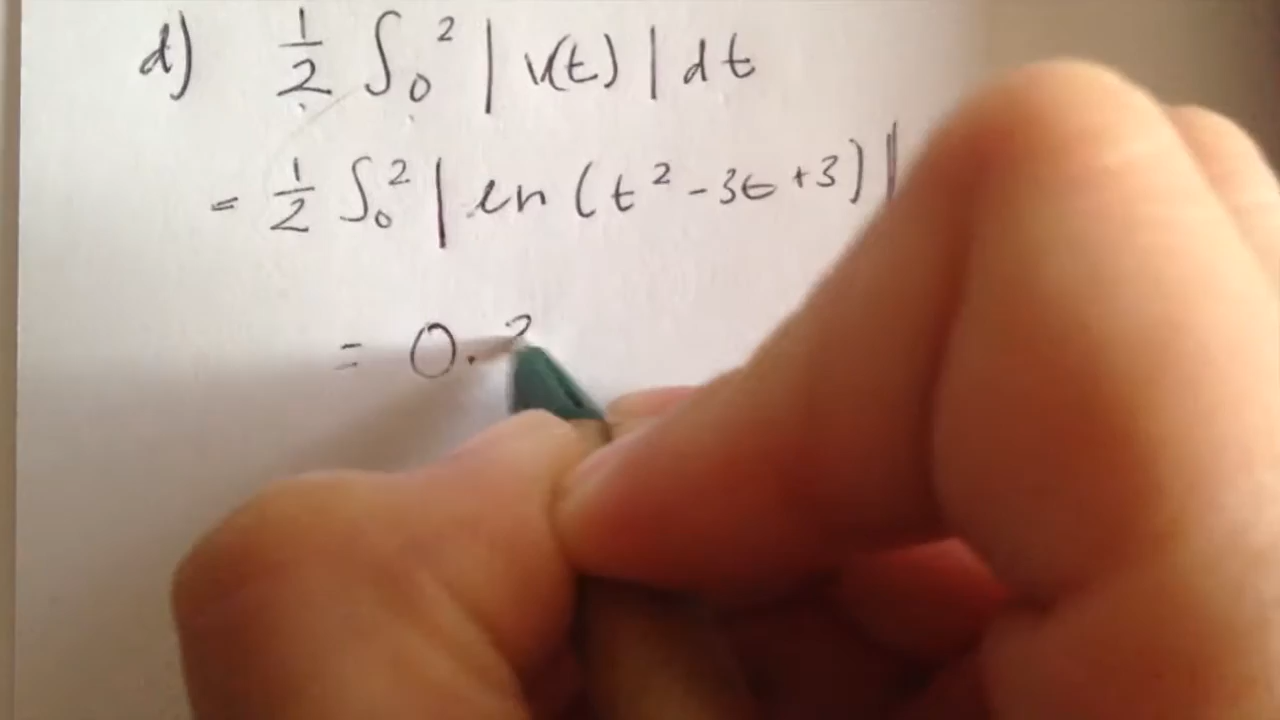 d) 1/2 ∫₀² | v(t) | dt
= 1/2 ∫₀² | ln (t² - 3t + 3) |
= 0.